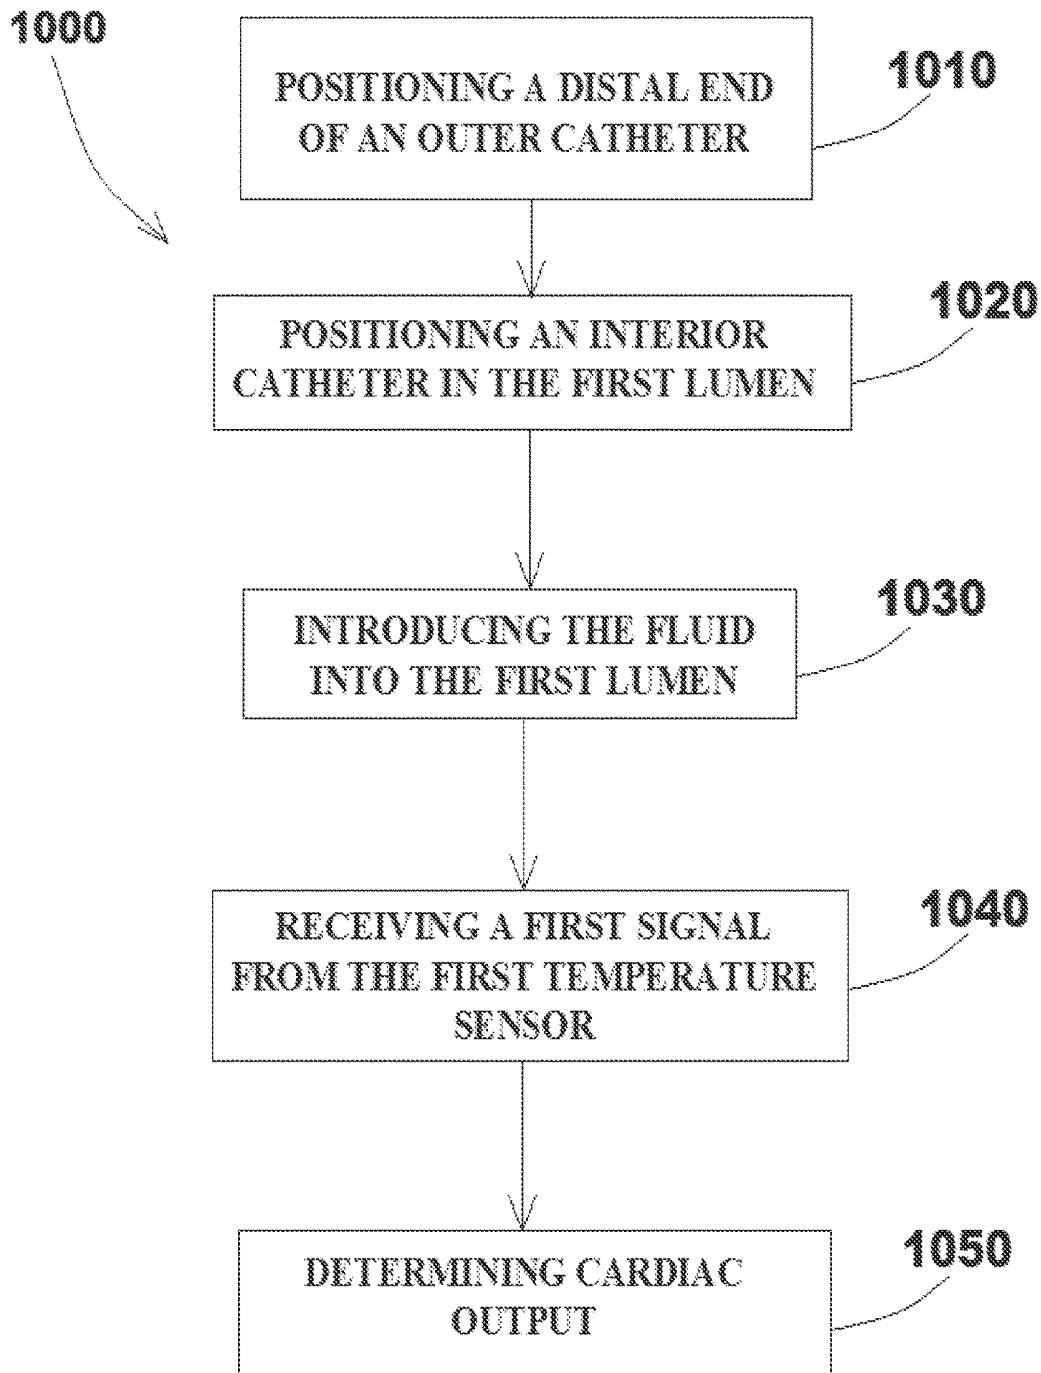 1000
POSITIONING A DISTAL END
OF AN OUTER CATHETER
1010
POSITIONING AN INTERIOR
CATHETER IN THE FIRST LUMEN
1020
INTRODUCING THE FLUID
INTO THE FIRST LUMEN
1030
RECEIVING A FIRST SIGNAL
FROM THE FIRST TEMPERATURE
SENSOR
1040
DETERMINING CARDIAC
OUTPUT
1050